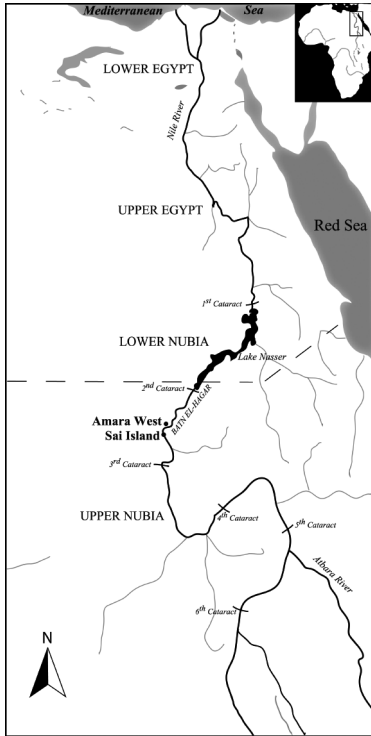 Mediterranean Sea
LOWER EGYPT
Nile River
UPPER EGYPT
Red Sea
1st Cataract
LOWER NUBIA
Lake Nasser
2nd Cataract
BATN EL-HAGAR
Amara West
Sai Island
3rd Cataract
UPPER NUBIA
4th Cataract
5th Cataract
Atbara River
6th Cataract
N